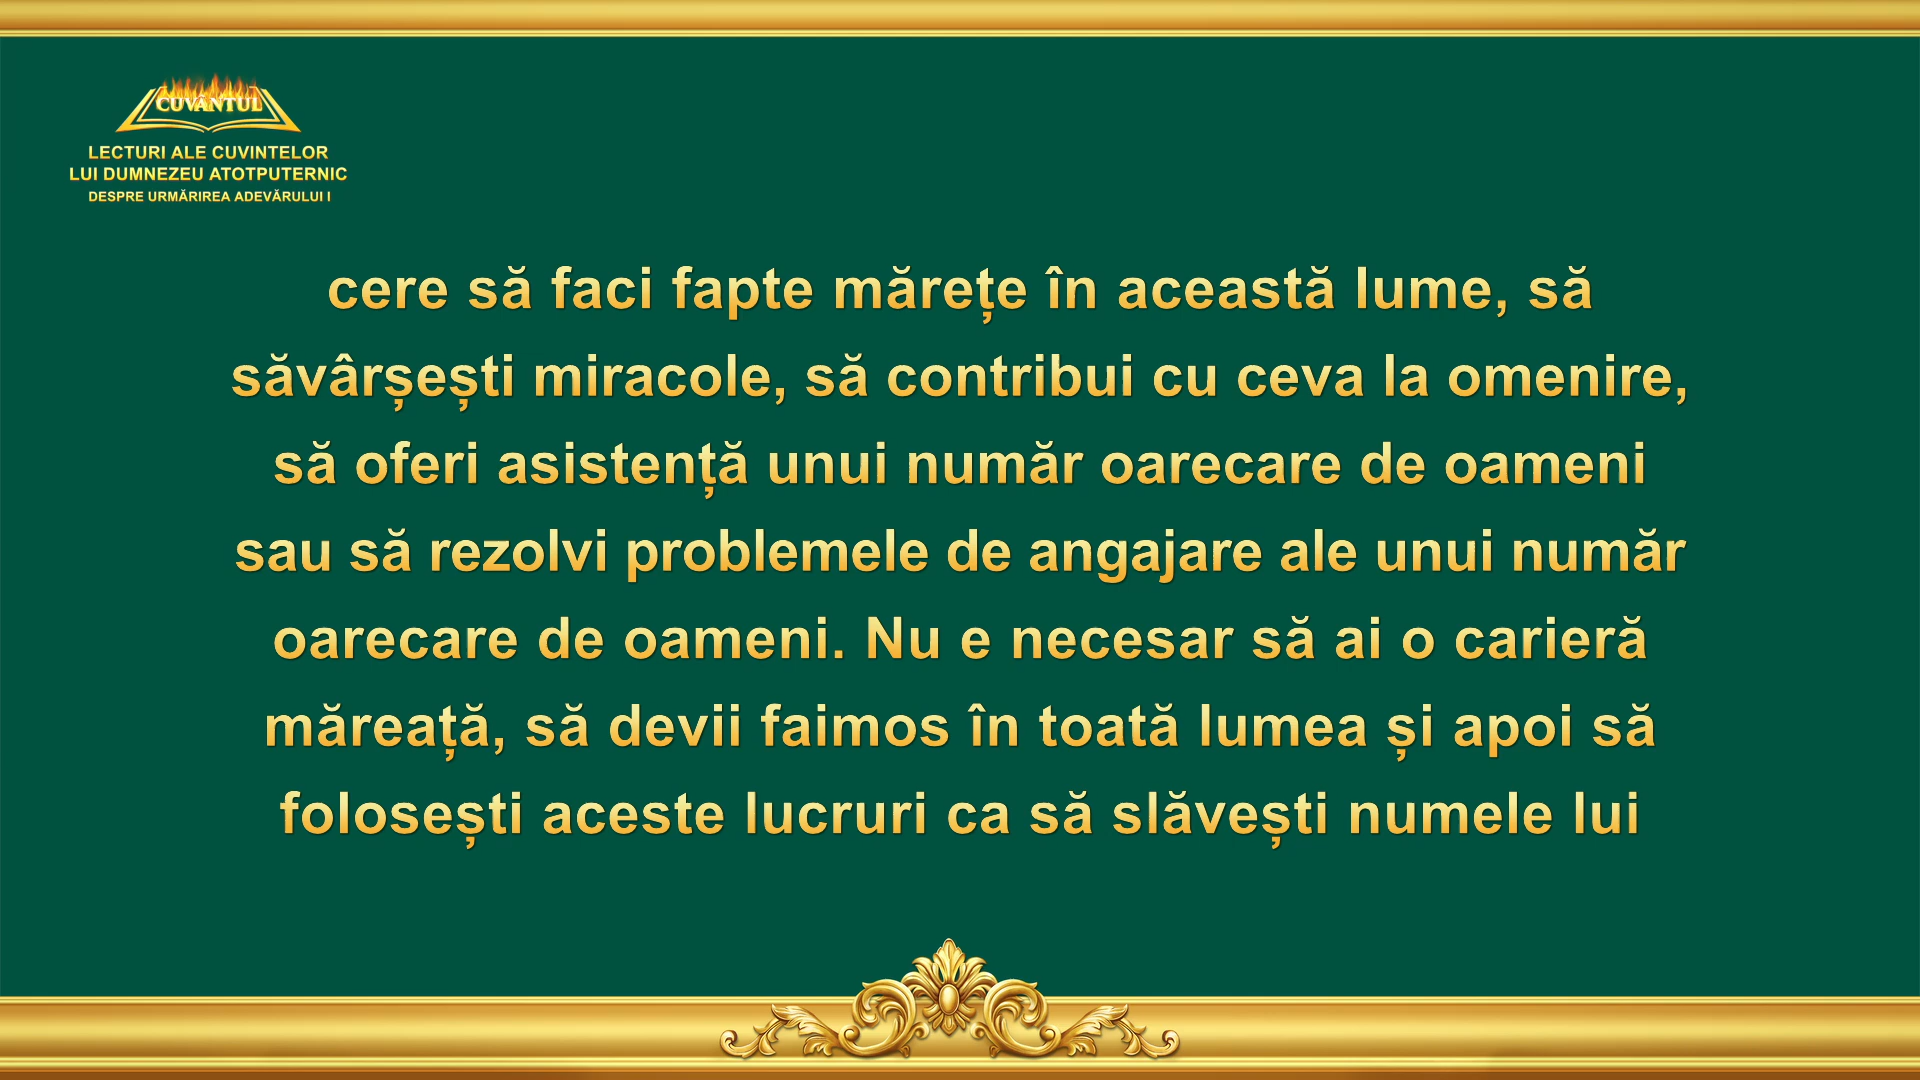 CUVÂNTUL
LECTURI ALE CUVINTELOR
LUI DUMNEZEU ATOTPUTERNIC
DESPRE URMĂRIREA ADEVĂRULUI I
cere să faci fapte mărețe în această lume, să
săvârșești miracole, să contribui cu ceva la omenire,
să oferi asistență unui număr oarecare de oameni
sau să rezolvi problemele de angajare ale unui număr
oarecare de oameni. Nu e necesar să ai o carieră
măreață, să devii faimos în toată lumea și apoi să
folosești aceste lucruri ca să slăvești numele lui